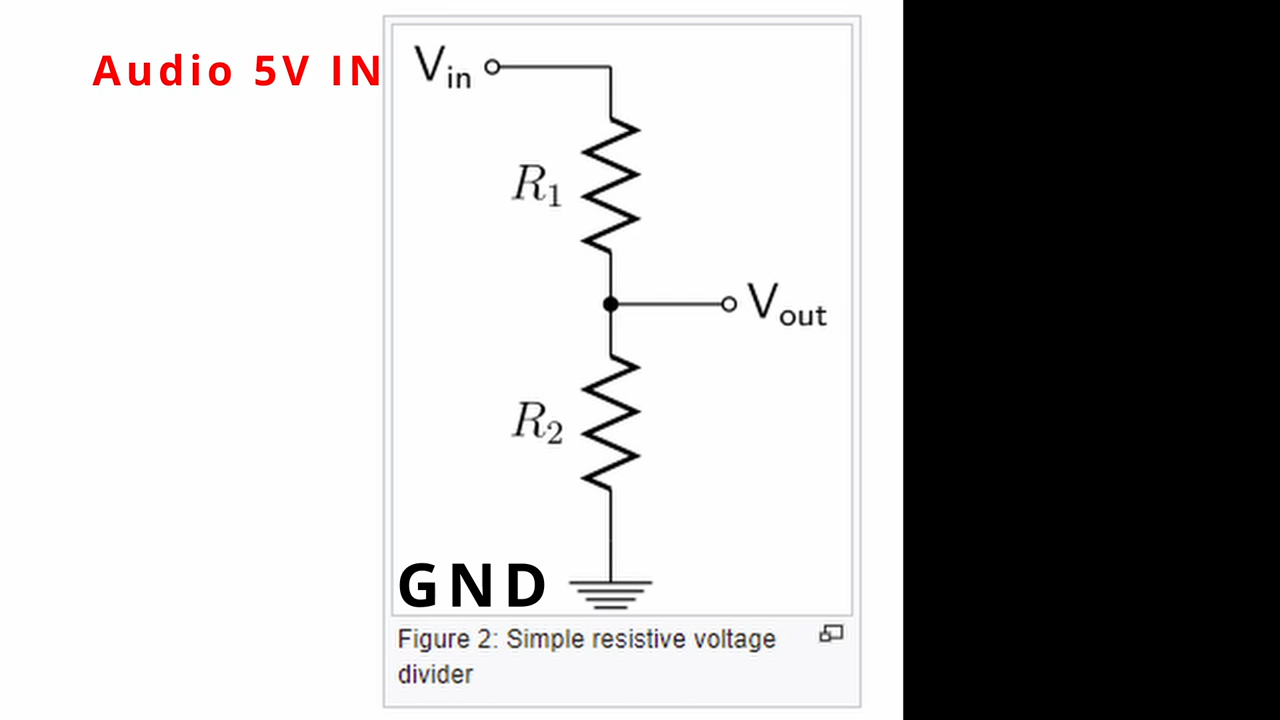 Audio 5V IN
Vin
R1
Vout
R2
GND
Figure 2: Simple resistive voltage
divider